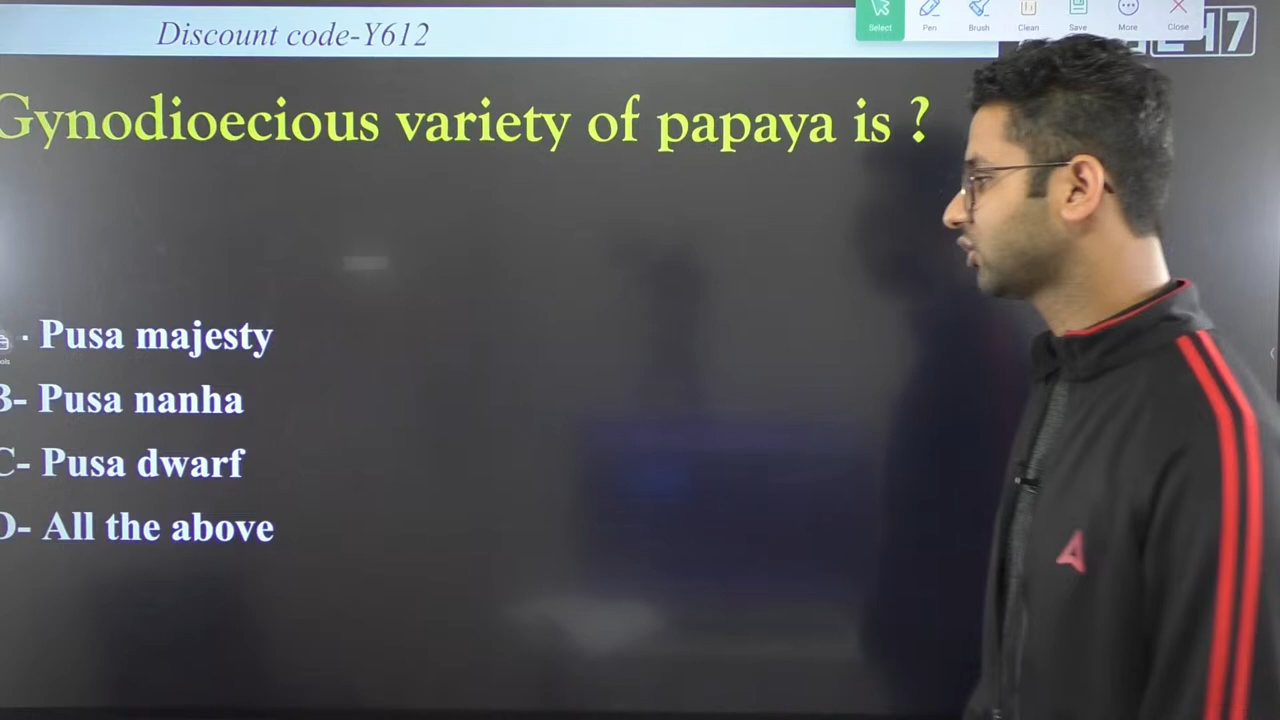 Discount code-Y612
Select Pen Brush Clean Save More Close
7
Gynodioecious variety of papaya is ?
· Pusa majesty
B- Pusa nanha
C- Pusa dwarf
D- All the above